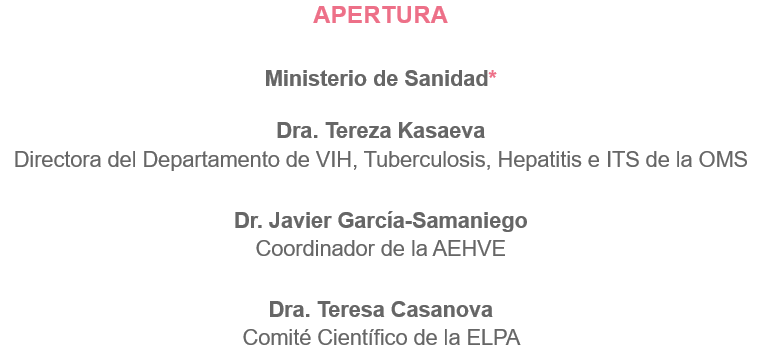 APERTURA
Ministerio de Sanidad*
Dra. Tereza Kasaeva
Directora del Departamento de VIH, Tuberculosis, Hepatitis e ITS de la OMS
Dr. Javier García-Samaniego
Coordinador de la AEHVE
Dra. Teresa Casanova
Comité Científico de la ELPA